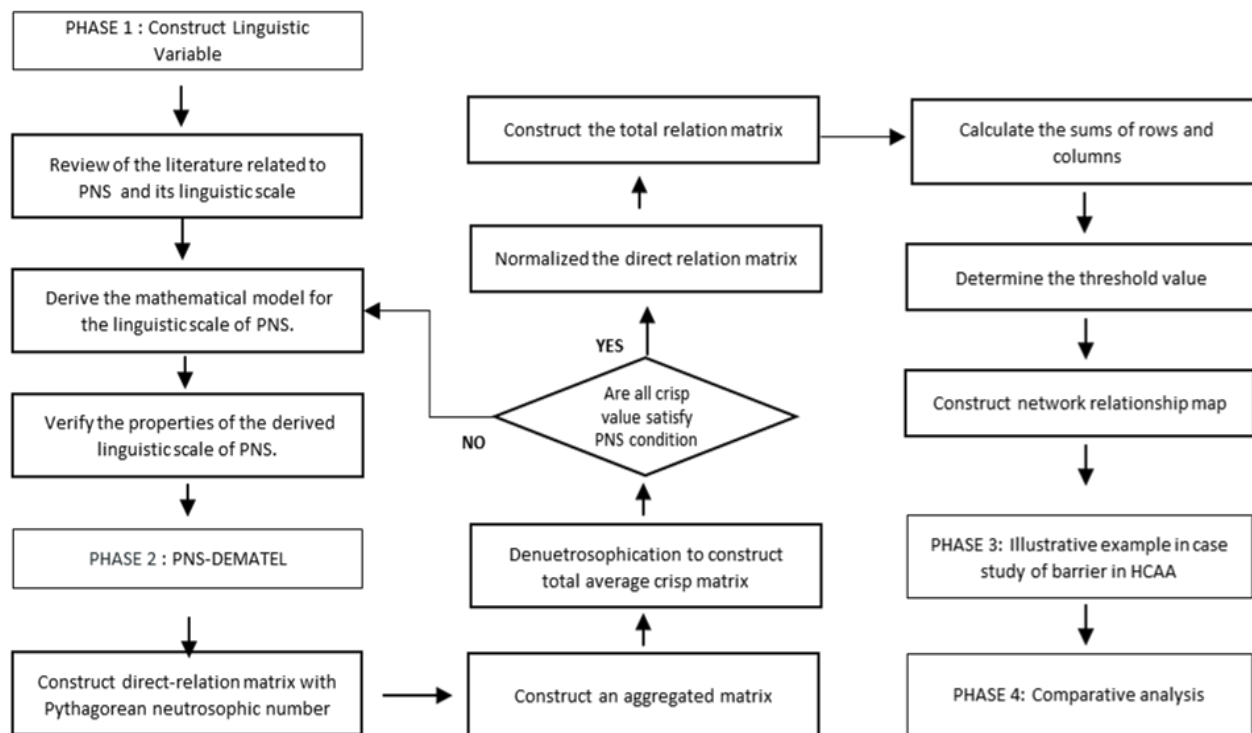 PHASE 1 : Construct Linguistic
Variable
Review of the literature related to
PNS and its linguistic scale
Derive the mathematical model for
the linguistic scale of PNS.
Verify the properties of the derived
linguistic scale of PNS.
PHASE 2 : PNS-DEMATEL
Construct direct-relation matrix with
Pythagorean neutrosophic number
Construct an aggregated matrix
Denuetrosophication to construct
total average crisp matrix
Are all crisp
value satisfy
PNS condition
NO
YES
Normalized the direct relation matrix
Construct the total relation matrix
Calculate the sums of rows and
columns
Determine the threshold value
Construct network relationship map
PHASE 3: Illustrative example in case
study of barrier in HCAA
PHASE 4: Comparative analysis